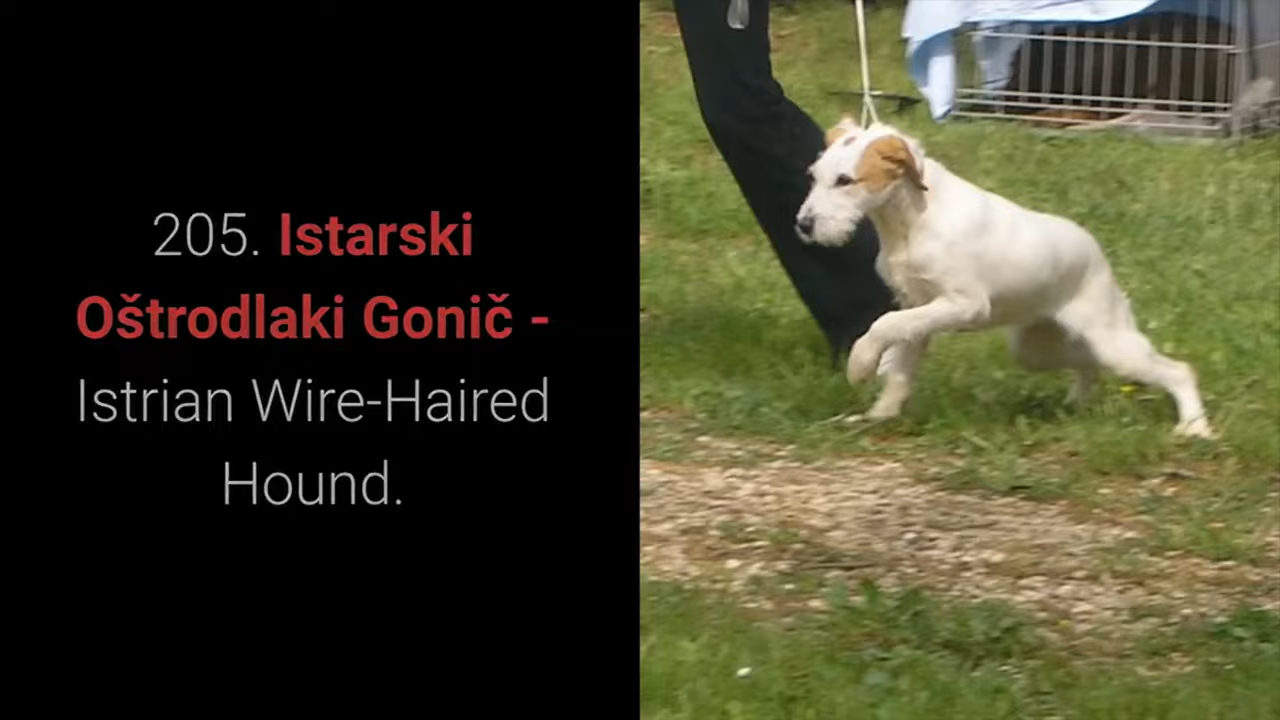 205. Istarski
Oštrodlaki Gonič -
Istrian Wire-Haired
Hound.